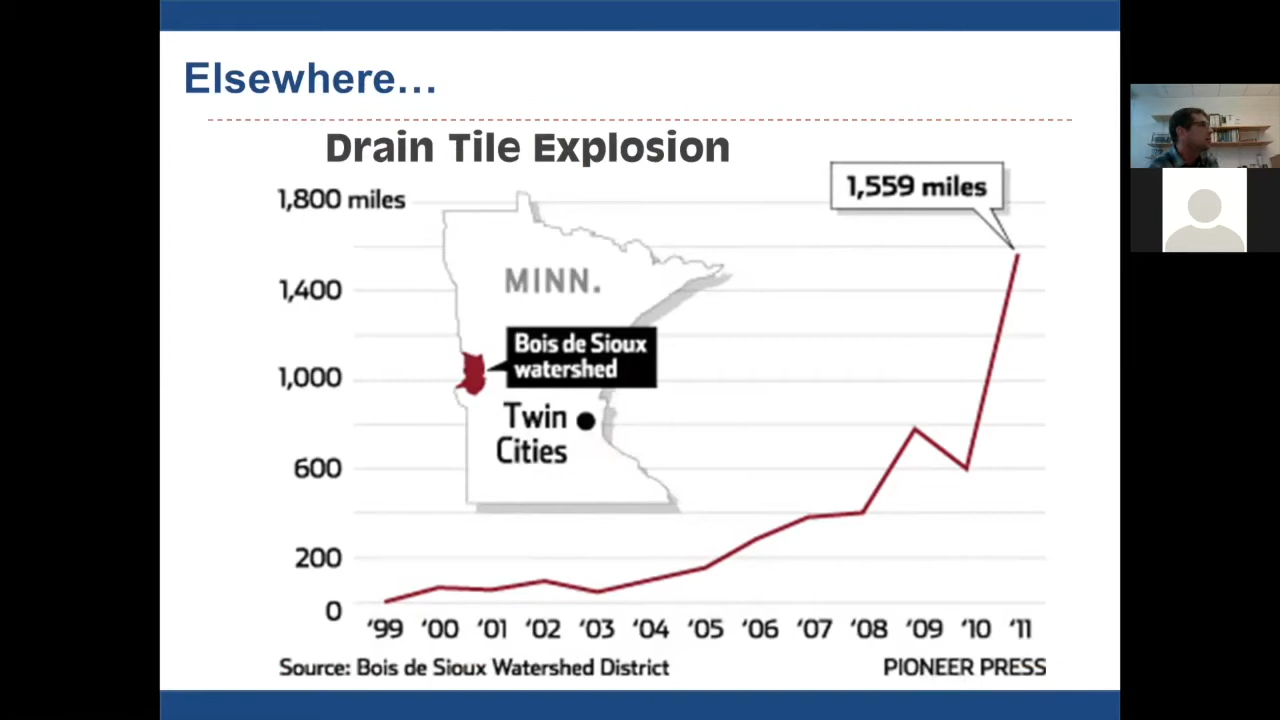 Elsewhere…
Drain Tile Explosion
1,800 miles
1,559 miles
MINN.
1,400
Bois de Sioux
watershed
1,000
Twin
Cities
600
200
0
‘99 ‘00 ‘01 ‘02 ‘03 ‘04 ‘05 ‘06 ‘07 ‘08 ‘09 ‘10 ‘11
Source: Bois de Sioux Watershed District PIONEER PRESS